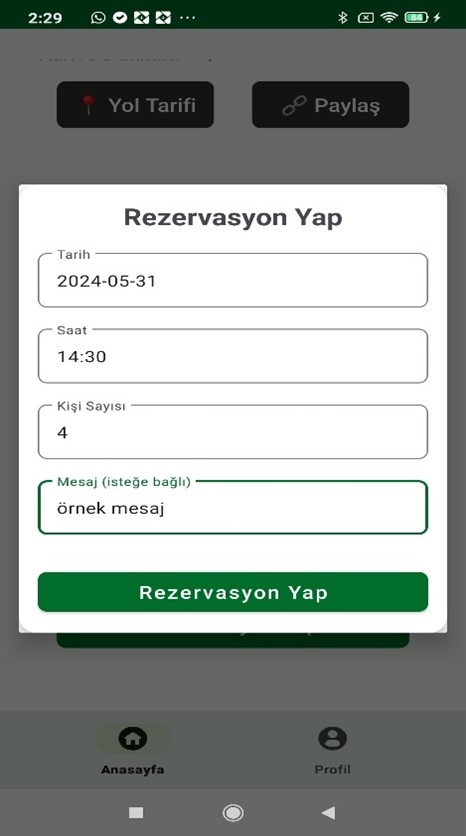 2:29
84
Yol Tarifi
Paylaş
Rezervasyon Yap
Tarih
2024-05-31
Saat
14:30
Kişi Sayısı
4
Mesaj (isteğe bağlı)
örnek mesaj
Rezervasyon Yap
Anasayfa
Profil